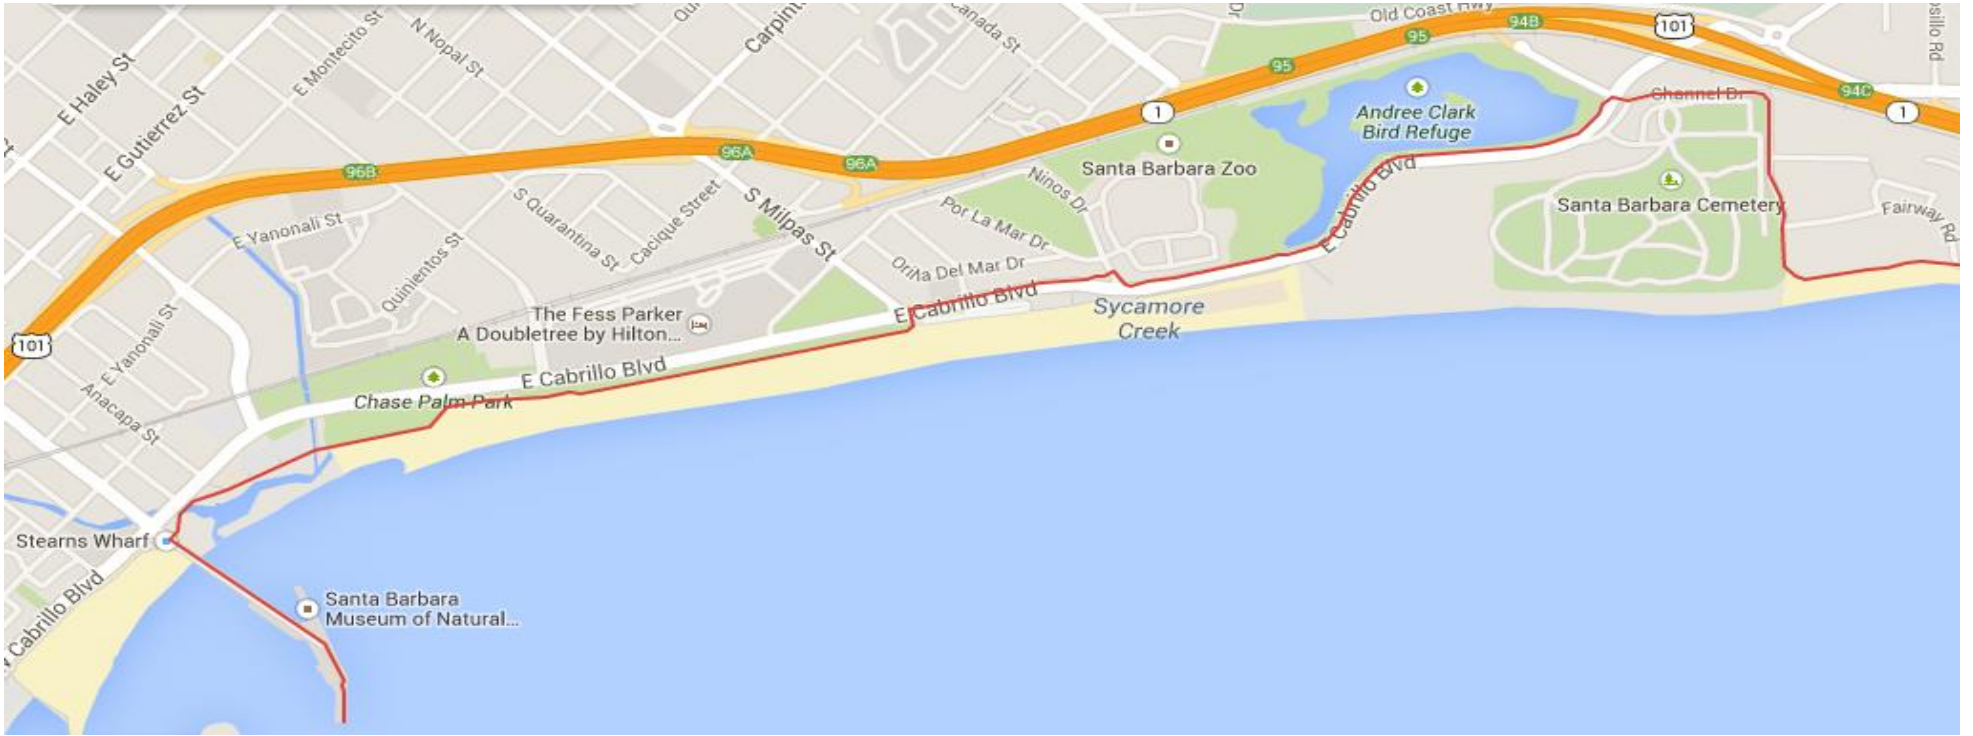 Old Coast Hwy
94B
101
95
95
Carpint
canada St
N Nopal St
E Montecito St
E Haley St
E Gutierrez St
osillo Rd
94C
1
Channel Dr
1
Andree Clark
Bird Refuge
96A
96A
96B
Santa Barbara Zoo
Ninos Dr
E Cabrillo Blvd
Santa Barbara Cemetery
Fairway Rd
S Milpas St
Cacique Street
S Quarantina St
Por La Mar Dr
E Yanonali St
Quinientos St
Orilla Del Mar Dr
E Cabrillo Blvd
Sycamore
Creek
The Fess Parker
A Doubletree by Hilton...
101
E Yanonali St
Anacapa St
E Cabrillo Blvd
Chase Palm Park
Stearns Wharf
Santa Barbara
Museum of Natural...
Cabrillo Blvd